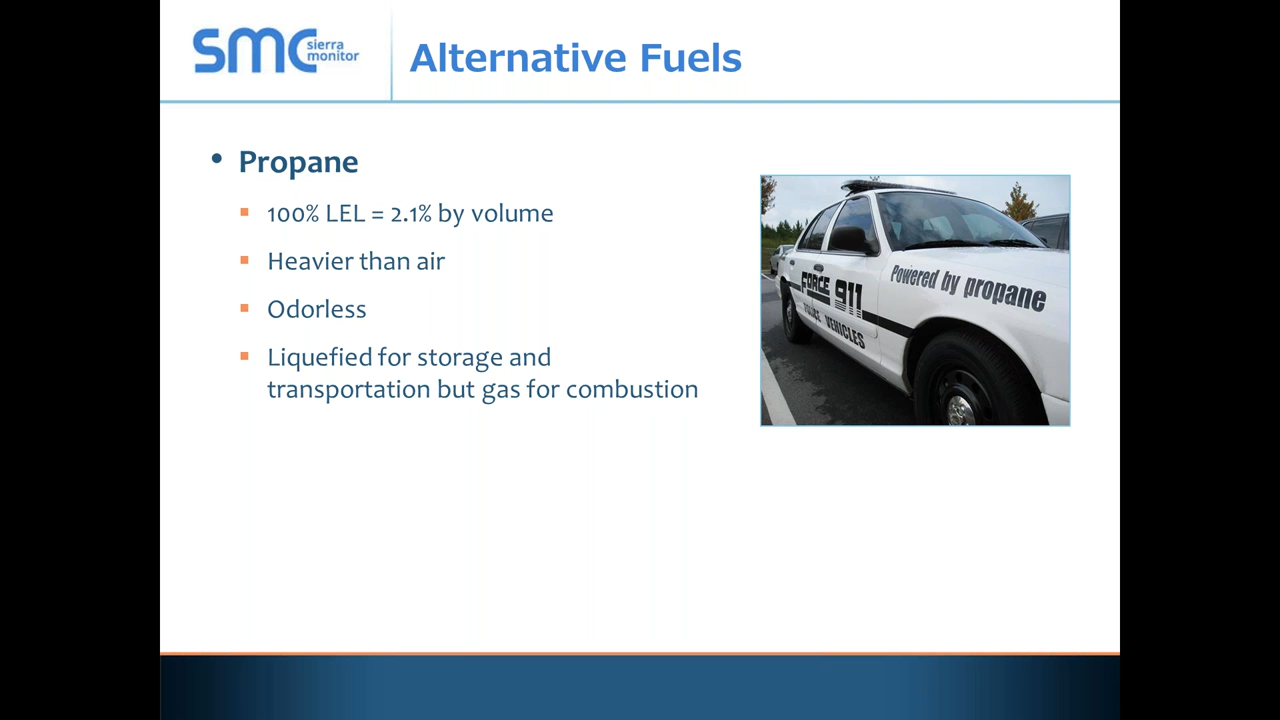 SMC sierra monitor
Alternative Fuels
• Propane
▪ 100% LEL = 2.1% by volume
▪ Heavier than air
▪ Odorless
▪ Liquefied for storage and
transportation but gas for combustion
Powered by propane
FORCE 911
POLICE VEHICLES